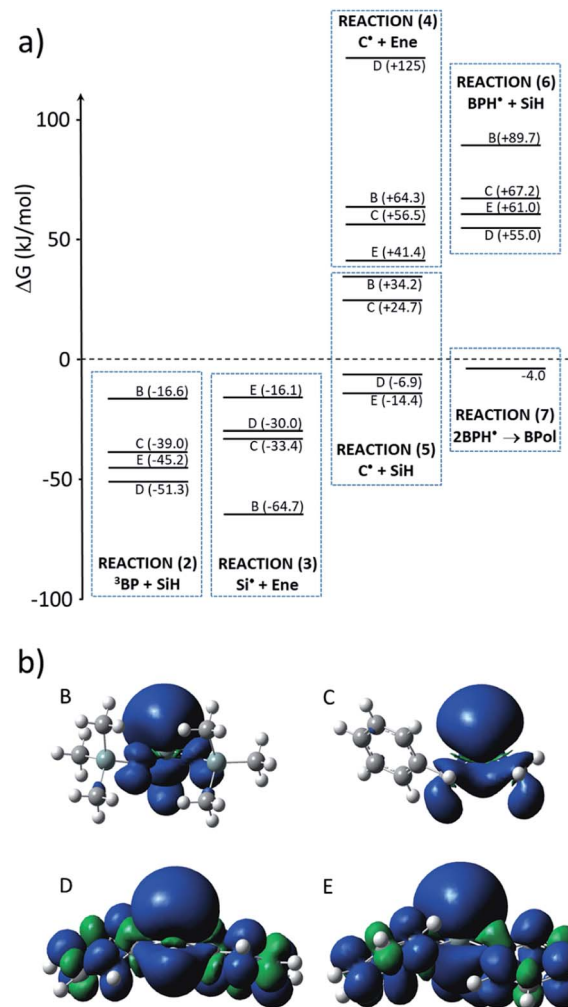 a)
REACTION (4)
C• + Ene
D (+125)
REACTION (6)
BPH• + SiH
100
B(+89.7)
B (+64.3)
C (+67.2)
C (+56.5)
E (+61.0)
D (+55.0)
50
E (+41.4)
B (+34.2)
C (+24.7)
ΔG (kJ/mol)
0
-4.0
D (-6.9)
B (-16.6)
E (-16.1)
E (-14.4)
REACTION (7)
2BPH• → BPol
D (-30.0)
C (-39.0)
C (-33.4)
REACTION (5)
C• + SiH
E (-45.2)
-50
D (-51.3)
B (-64.7)
REACTION (2)
³BP + SiH
REACTION (3)
Si• + Ene
-100
b)
B
C
D
E